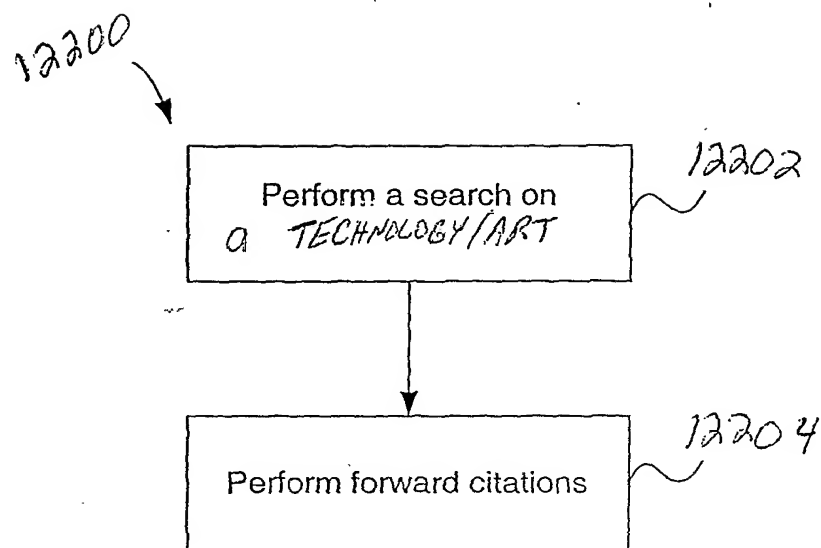 12200
12202
Perform a search on
a TECHNOLOGY/ART
12204
Perform forward citations